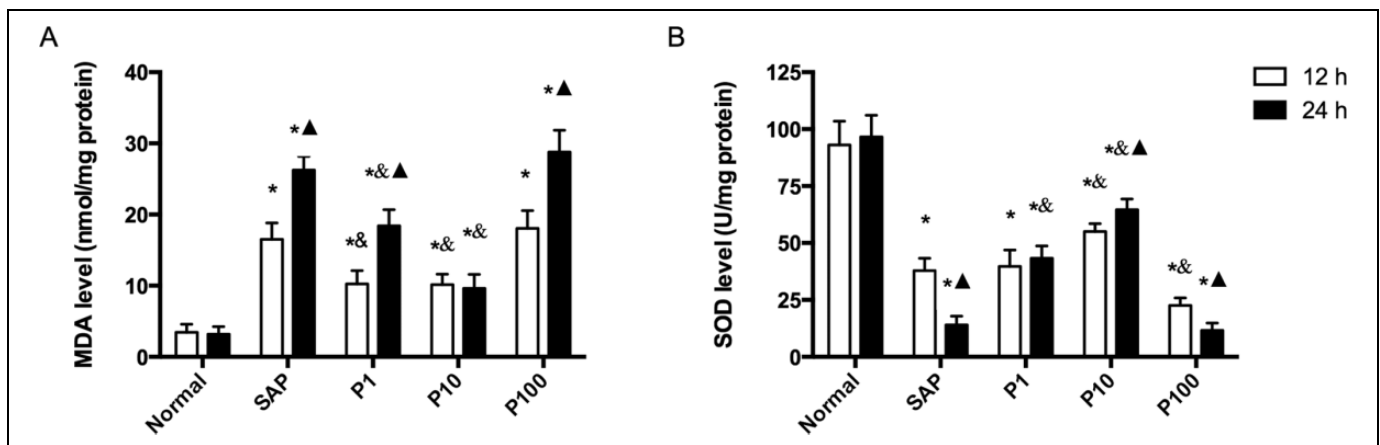 A
MDA level (nmol/mg protein)
40
30
20
10
0
*
*▲
*&
*&▲
*&
*&
*
*▲
Normal
SAP
P1
P10
P100
B
SOD level (U/mg protein)
125
100
75
50
25
0
*
*▲
*
*&
*&
*&▲
*&
*▲
Normal
SAP
P1
P10
P100
12 h
24 h